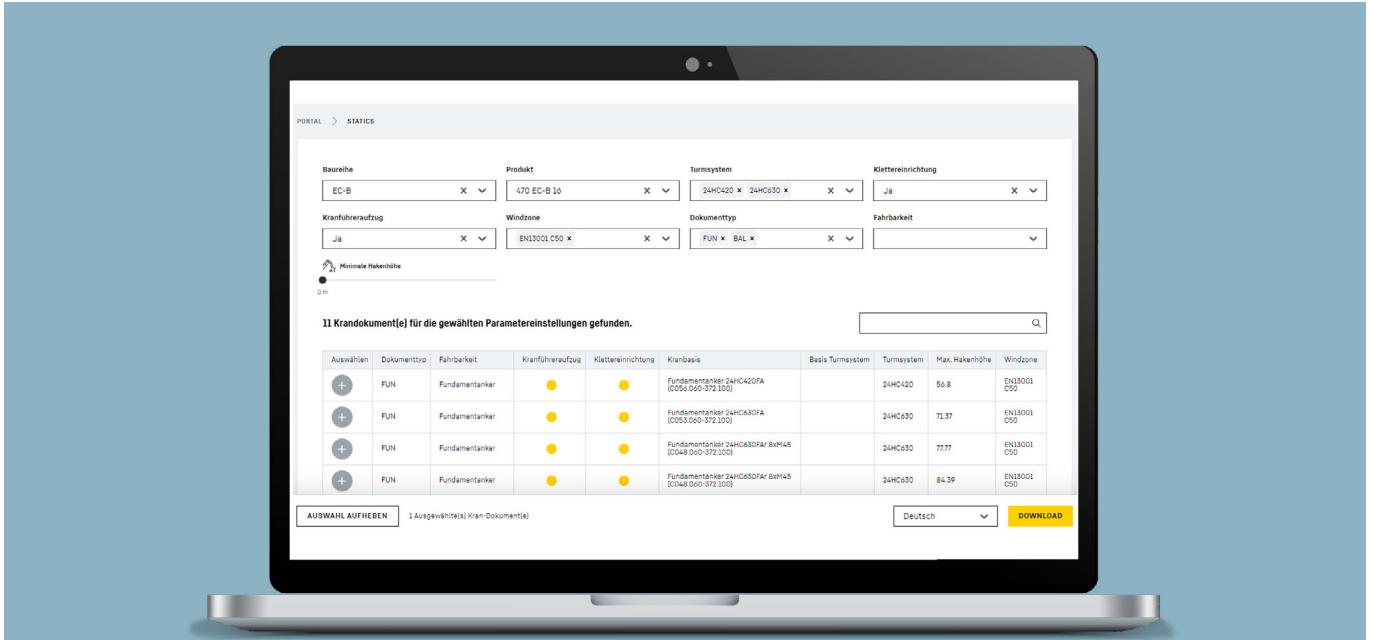 PORTAL > STATICS
Baureihe Produkt Turmsystem Klettereinrichtung
EC-B 470 EC-B 16 24HC420 × 24HC630 × Ja
Kranführeraufzug Windzone Dokumenttyp Fahrbarkeit
Ja EN13001 C50 × FUN × BAL ×
Minimale Hakenhöhe
0 m
11 Krandokument(e) für die gewählten Parametereinstellungen gefunden.
Auswählen Dokumenttyp Fahrbarkeit Kranführeraufzug Klettereinrichtung Kranbasis Basis Turmsystem Turmsystem Max. Hakenhöhe Windzone
FUN Fundamentanker Fundamentanker 24HC420FA (C056.060-372.100) 24HC420 56.8 EN13001 C50
FUN Fundamentanker Fundamentanker 24HC630FA (C053.060-372.100) 24HC630 71.37 EN13001 C50
FUN Fundamentanker Fundamentanker 24HC630FAr 8xM45 (C048.060-372.100) 24HC630 77.77 EN13001 C50
FUN Fundamentanker Fundamentanker 24HC630FAr 8xM45 (C048.060-372.100) 24HC630 84.39 EN13001 C50
AUSWAHL AUFHEBEN 1 Ausgewählte(s) Kran-Dokument(e) Deutsch DOWNLOAD